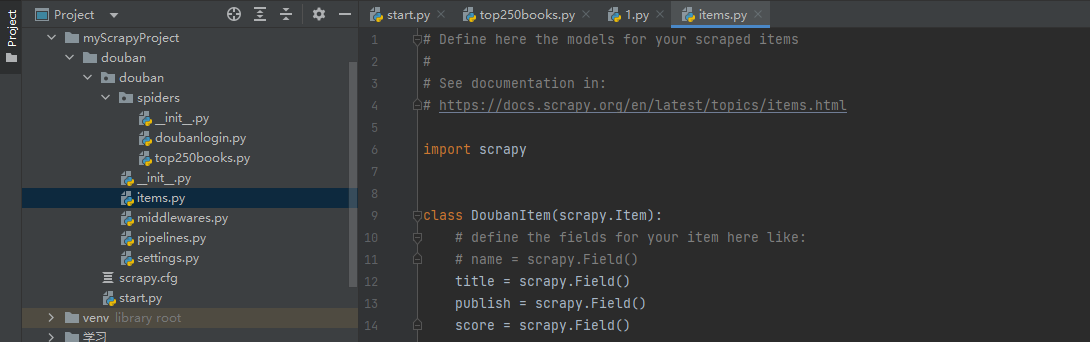 Project
Project
start.py
top250books.py
1.py
items.py
myScrapyProject
douban
douban
spiders
__init__.py
doubanlogin.py
top250books.py
__init__.py
items.py
middlewares.py
pipelines.py
settings.py
scrapy.cfg
start.py
venv library root
学习
1 # Define here the models for your scraped items
2 #
3 # See documentation in:
4 # https://docs.scrapy.org/en/latest/topics/items.html
5
6 import scrapy
7
8
9 class DoubanItem(scrapy.Item):
10 # define the fields for your item here like:
11 # name = scrapy.Field()
12 title = scrapy.Field()
13 publish = scrapy.Field()
14 score = scrapy.Field()